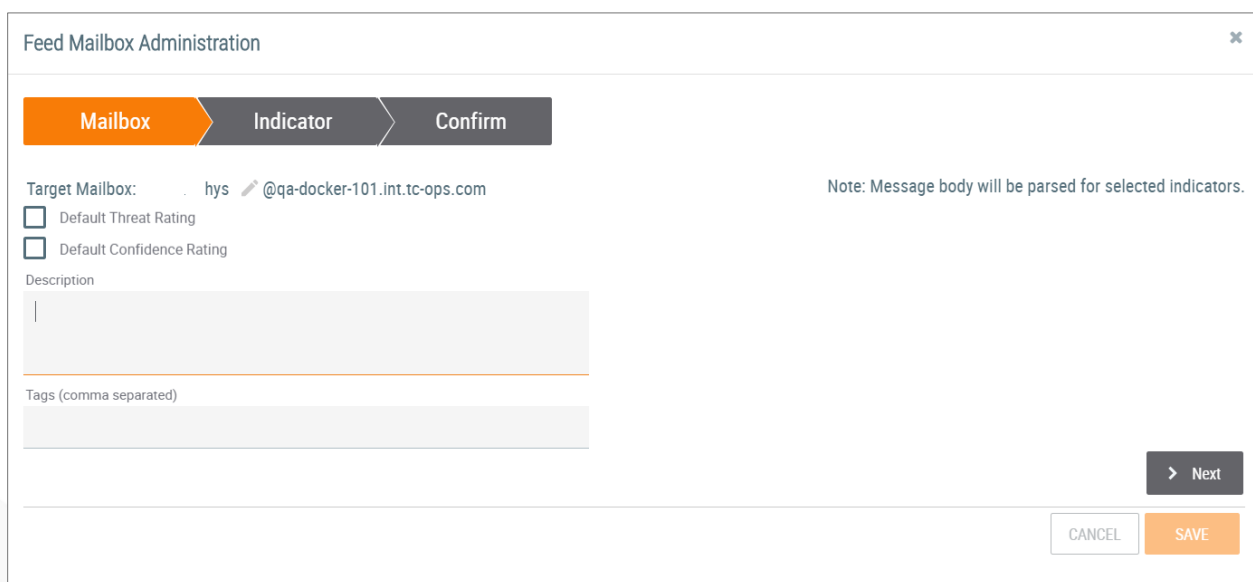 Feed Mailbox Administration
Mailbox Indicator Confirm
Target Mailbox: . hys @qa-docker-101.int.tc-ops.com
Note: Message body will be parsed for selected indicators.
Default Threat Rating
Default Confidence Rating
Description
Tags (comma separated)
Next
CANCEL SAVE